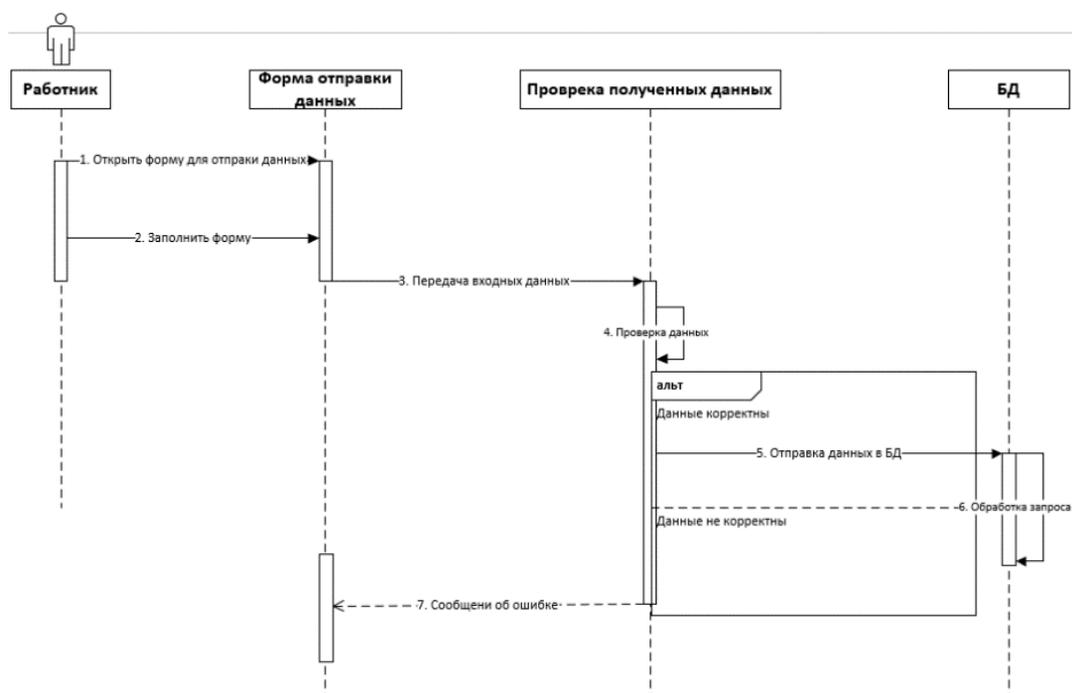 Работник
Форма отправки
данных
Проврека полученных данных
БД
1. Открыть форму для отпраки данных
2. Заполнить форму
3. Передача входных данных
4. Проверка данных
альт
Данные корректны
5. Отправка данных в БД
6. Обработка запроса
Данные не корректны
7. Сообщени об ошибке